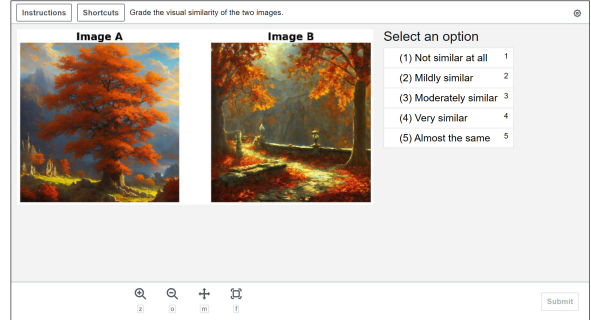 Instructions
Shortcuts
Grade the visual similarity of the two images.
Image A
Image B
Select an option
(1) Not similar at all 1
(2) Mildly similar 2
(3) Moderately similar 3
(4) Very similar 4
(5) Almost the same 5
z
o
m
f
Submit